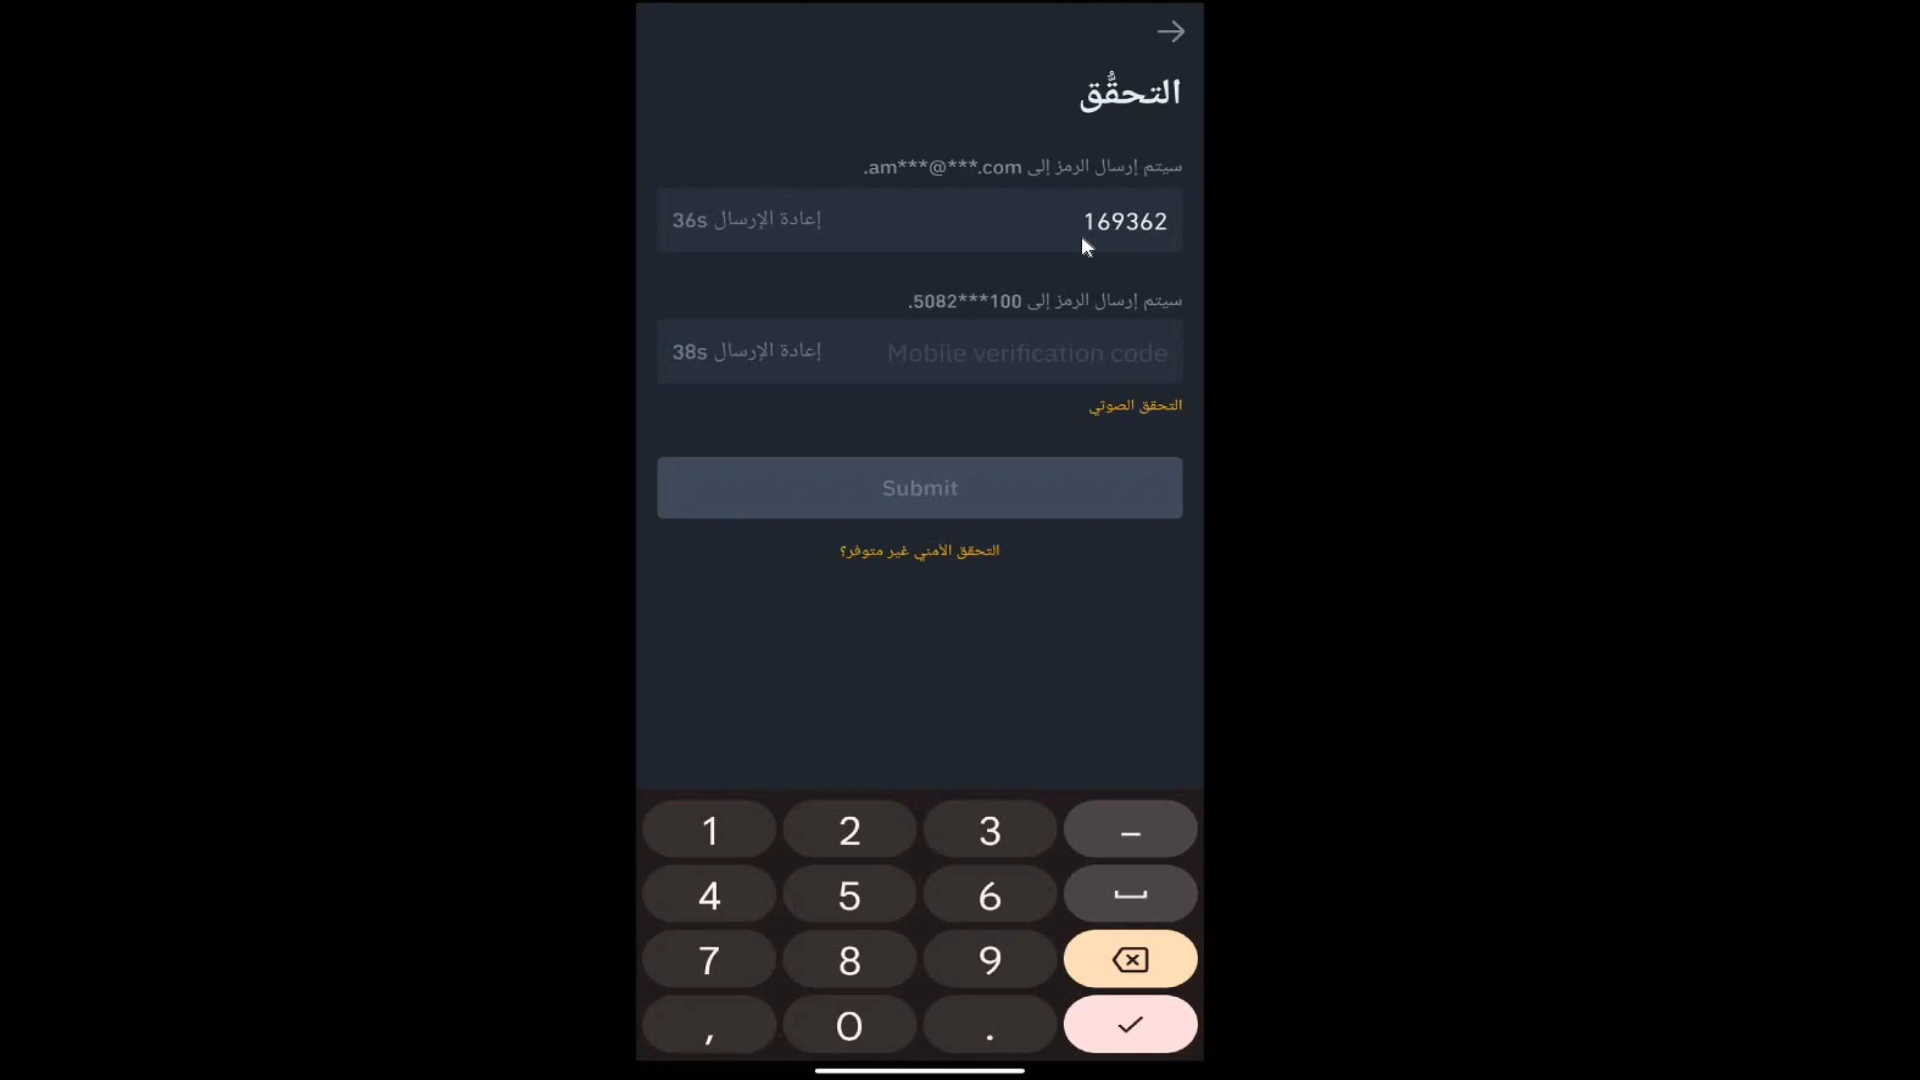 التحقُّق
سيتم إرسال الرمز إلى am***@***.com.
169362 إعادة الإرسال 36s
سيتم إرسال الرمز إلى 100***5082.
Mobile verification code إعادة الإرسال 38s
التحقق الصوتي
Submit
التحقق الأمني غير متوفر؟
1 2 3 –
4 5 6
7 8 9
, 0 .